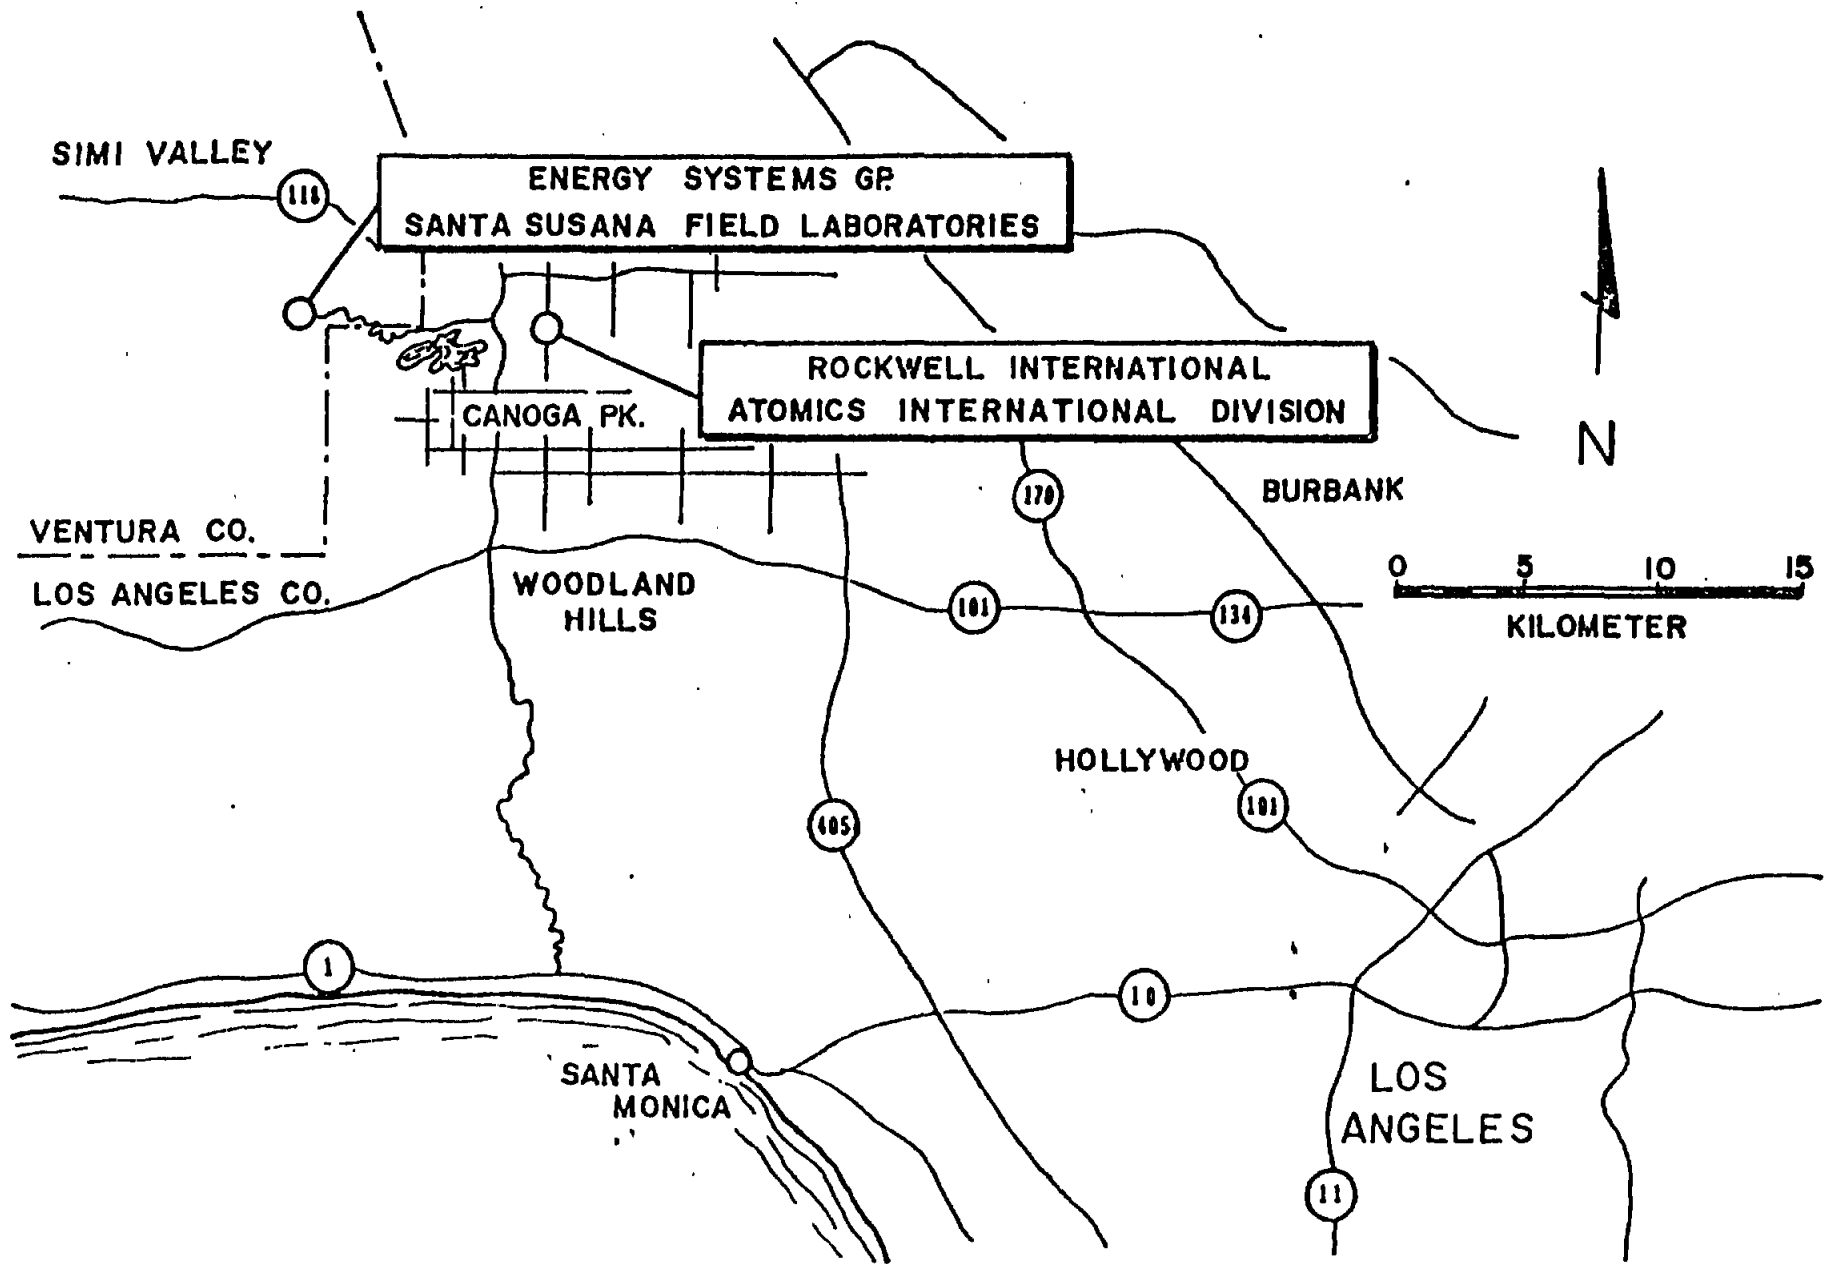 SIMI VALLEY
118
ENERGY SYSTEMS GP.
SANTA SUSANA FIELD LABORATORIES
ROCKWELL INTERNATIONAL
ATOMICS INTERNATIONAL DIVISION
CANOGA PK.
N
170
BURBANK
VENTURA CO.
LOS ANGELES CO.
WOODLAND
HILLS
101
134
0 5 10 15
KILOMETER
HOLLYWOOD
101
405
1
10
SANTA
MONICA
LOS
ANGELES
11